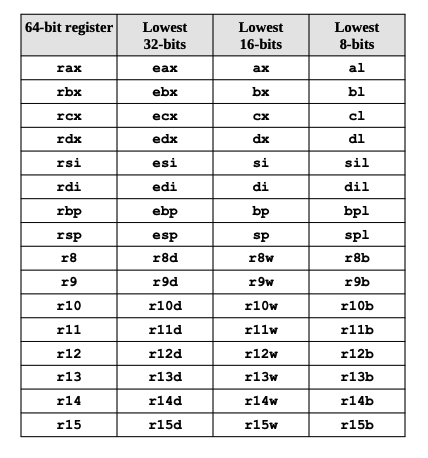 64-bit register Lowest 32-bits Lowest 16-bits Lowest 8-bits
rax eax ax al
rbx ebx bx bl
rcx ecx cx cl
rdx edx dx dl
rsi esi si sil
rdi edi di dil
rbp ebp bp bpl
rsp esp sp spl
r8 r8d r8w r8b
r9 r9d r9w r9b
r10 r10d r10w r10b
r11 r11d r11w r11b
r12 r12d r12w r12b
r13 r13d r13w r13b
r14 r14d r14w r14b
r15 r15d r15w r15b